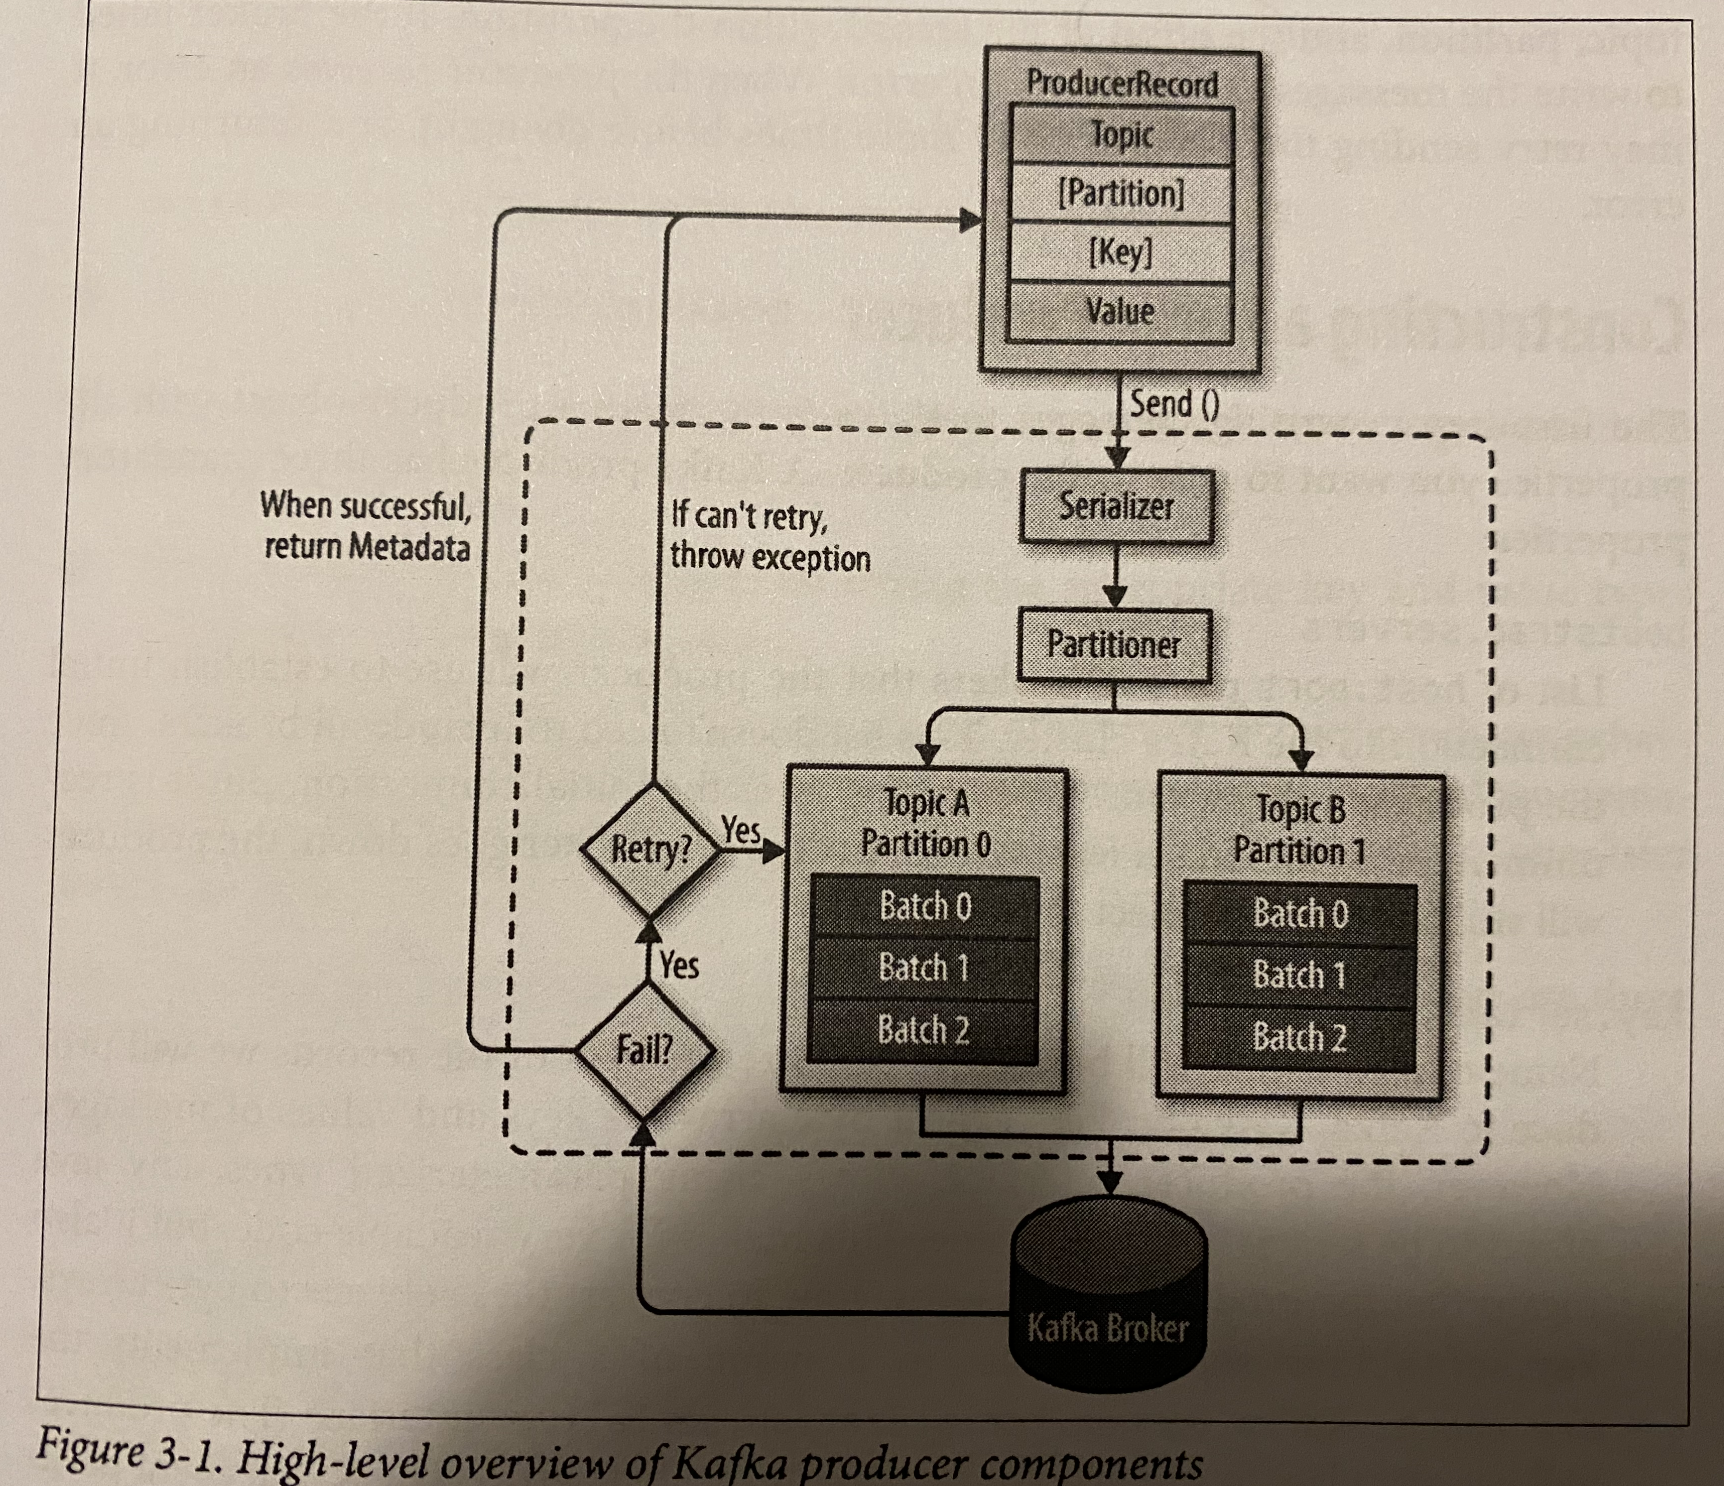 ProducerRecord
Topic
[Partition]
[Key]
Value
Send ()
When successful,
return Metadata
If can't retry,
throw exception
Serializer
Partitioner
Retry?
Yes
Topic A
Partition 0
Batch 0
Batch 1
Batch 2
Topic B
Partition 1
Batch 0
Batch 1
Batch 2
Yes
Fail?
Kafka Broker
Figure 3-1. High-level overview of Kafka producer components